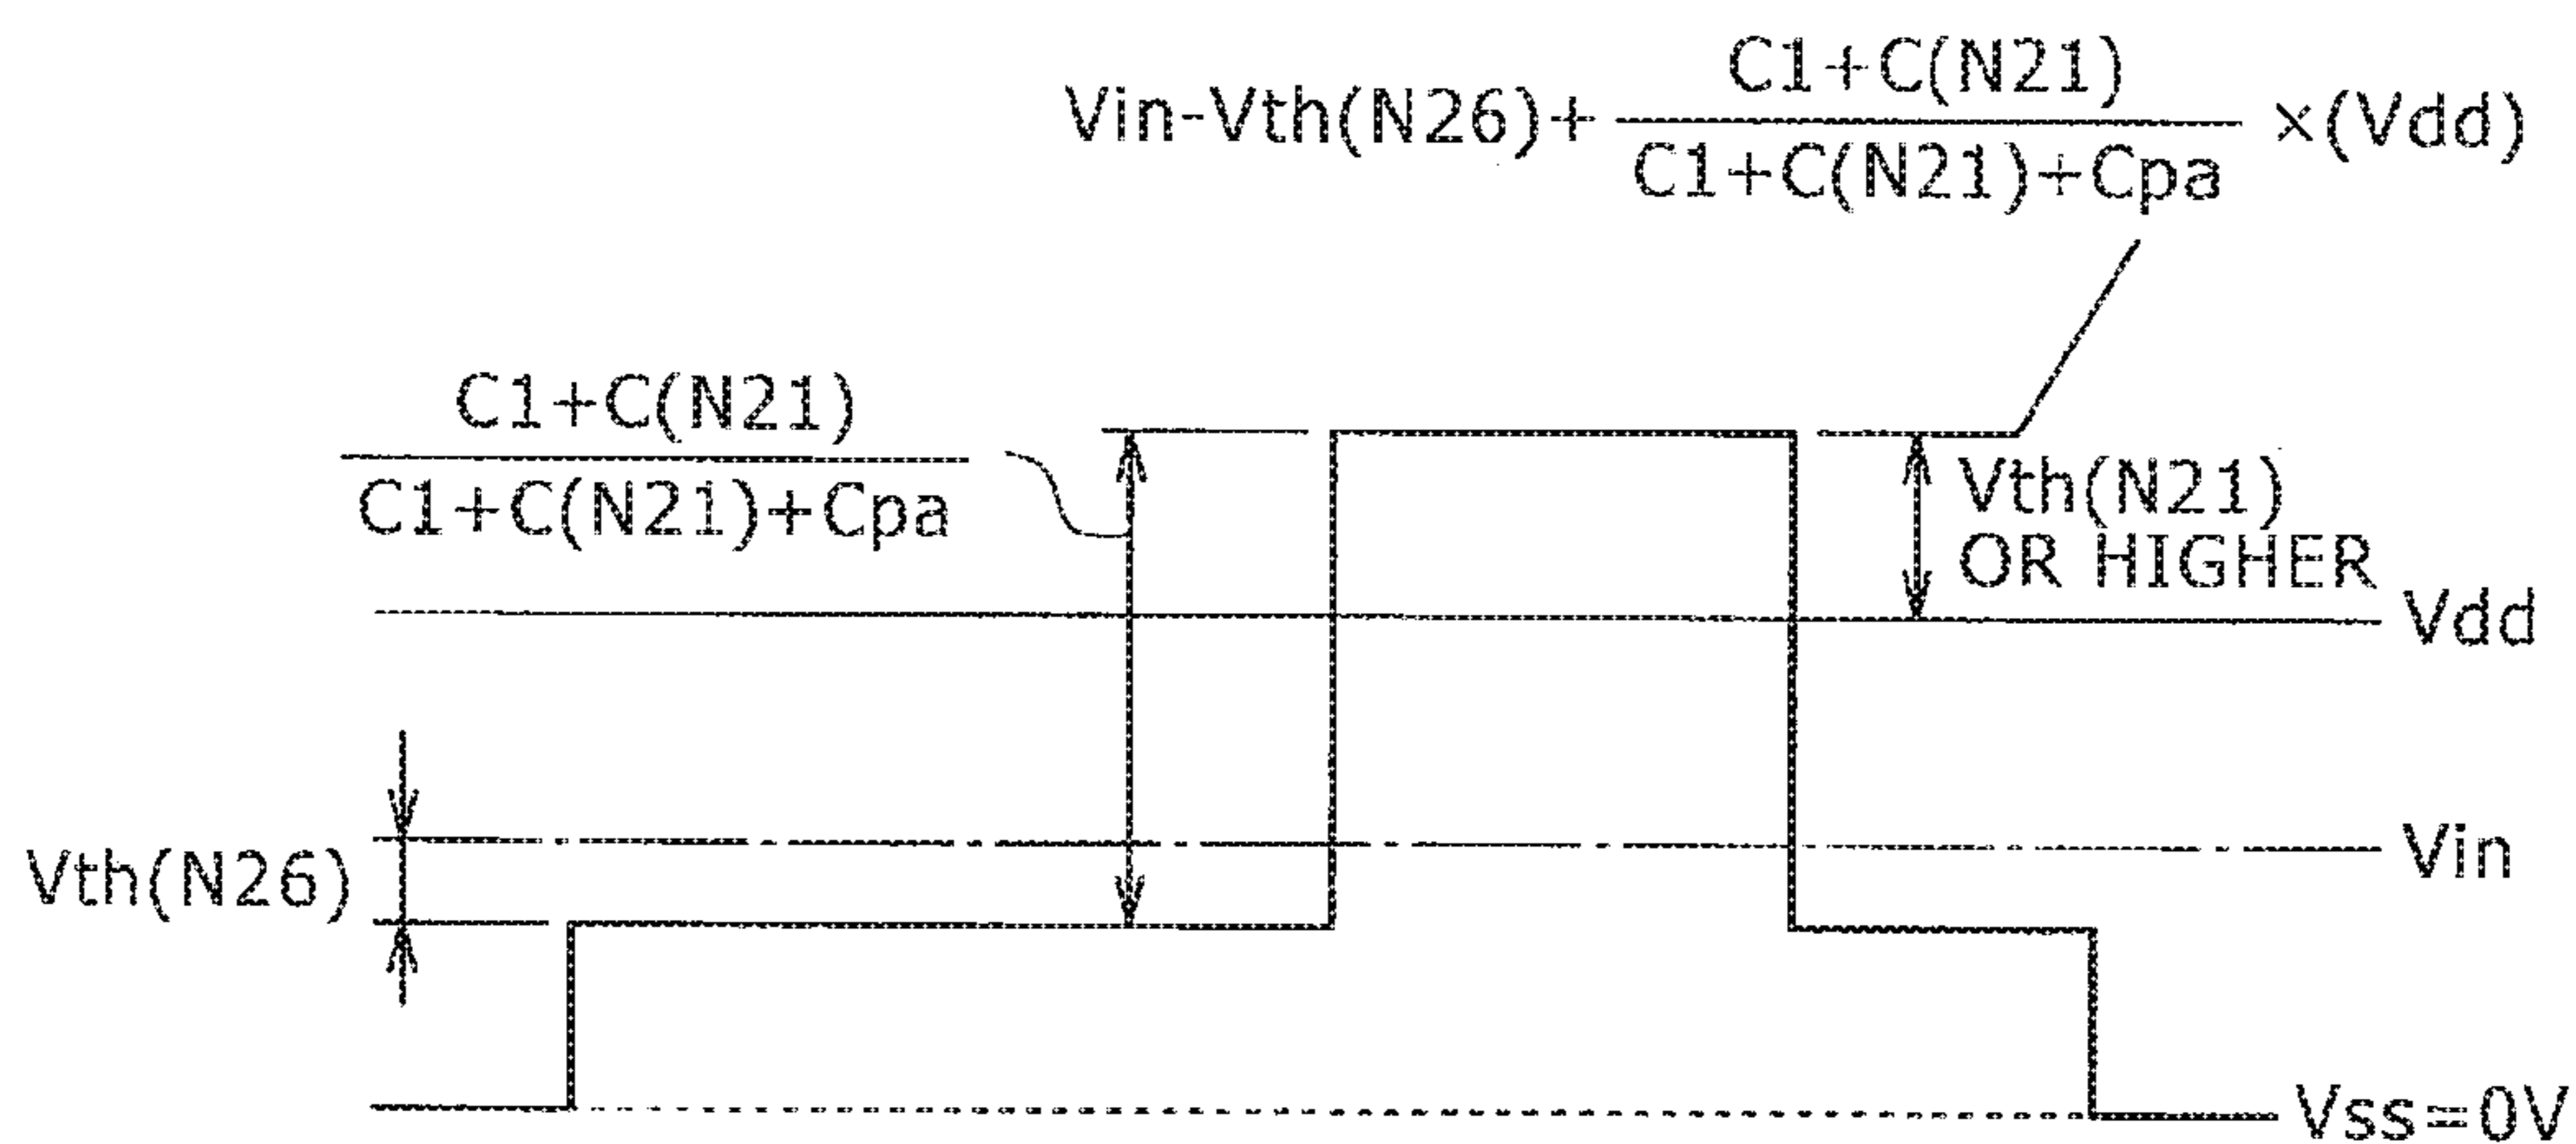 C1+C(N21)
Vin-Vth(N26)+ ×(Vdd)
C1+C(N21)+Cpa
C1+C(N21)
C1+C(N21)+Cpa
Vth(N21)
OR HIGHER
Vdd
Vin
Vth(N26)
Vss=0V